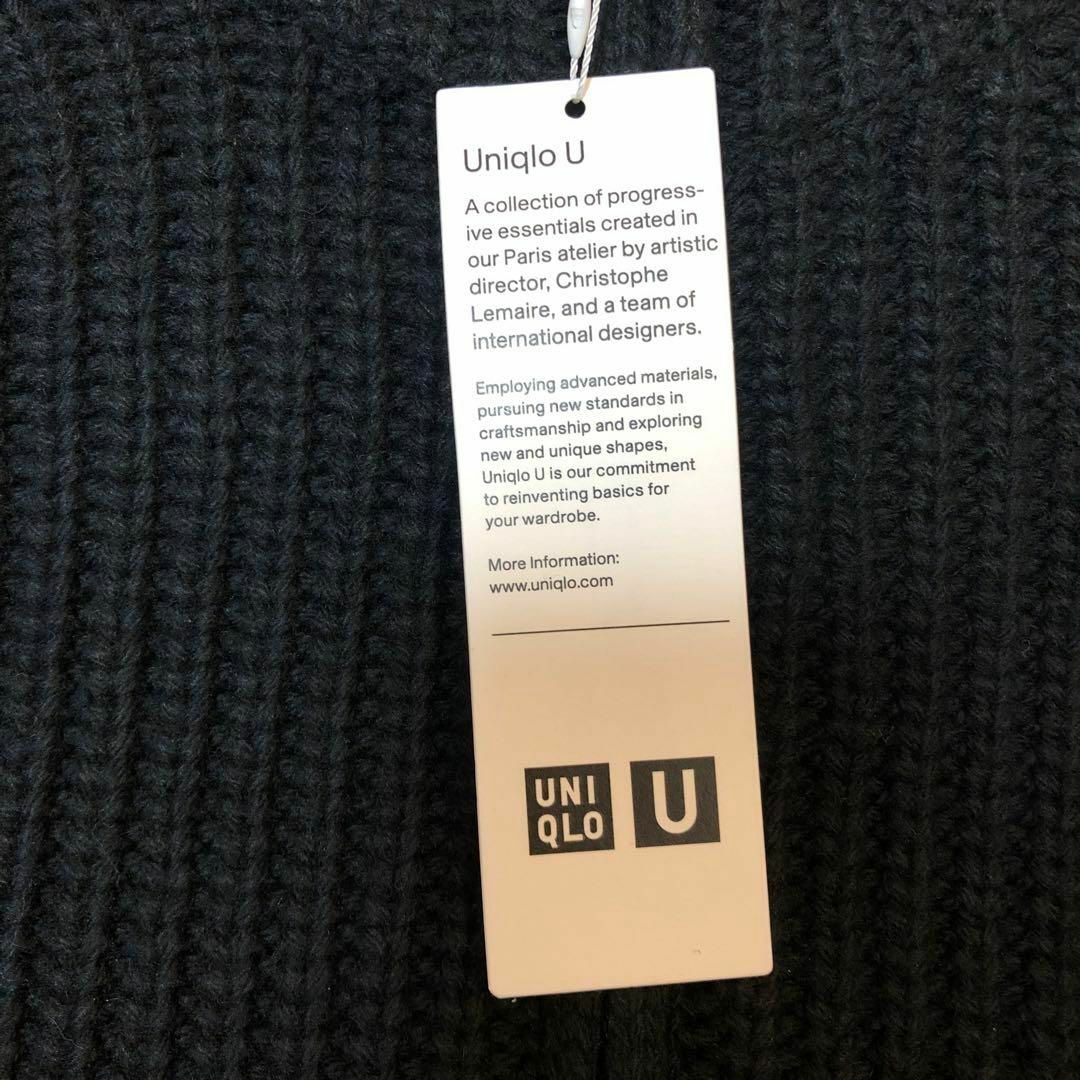 Uniqlo U
A collection of progress-
ive essentials created in
our Paris atelier by artistic
director, Christophe
Lemaire, and a team of
international designers.
Employing advanced materials,
pursuing new standards in
craftsmanship and exploring
new and unique shapes,
Uniqlo U is our commitment
to reinventing basics for
your wardrobe.
More Information:
www.uniqlo.com
UNI
QLO
U